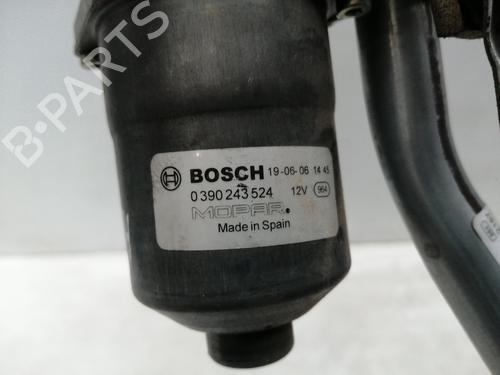 B-PARTS
BOSCH 19-06-06 14 45
0 390 243 524 12V 964
MOPAR
Made in Spain